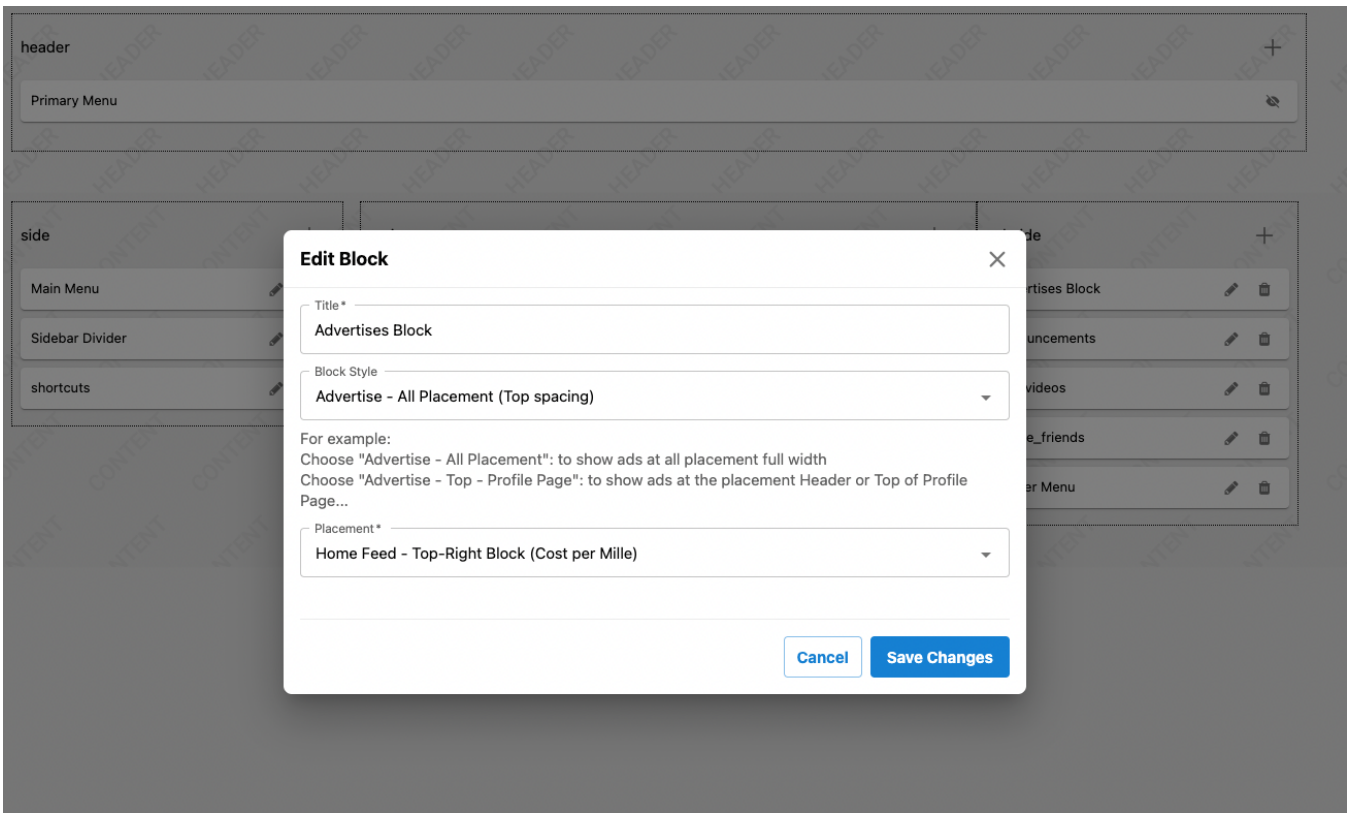 header
Primary Menu
side
Main Menu
Sidebar Divider
shortcuts
Edit Block
Title*
Advertises Block
Block Style
Advertise - All Placement (Top spacing)
For example:
Choose "Advertise - All Placement": to show ads at all placement full width
Choose "Advertise - Top - Profile Page": to show ads at the placement Header or Top of Profile
Page...
Placement*
Home Feed - Top-Right Block (Cost per Mille)
Cancel
Save Changes
de
rtises Block
uncements
videos
e_friends
er Menu
HEADER
CONTENT